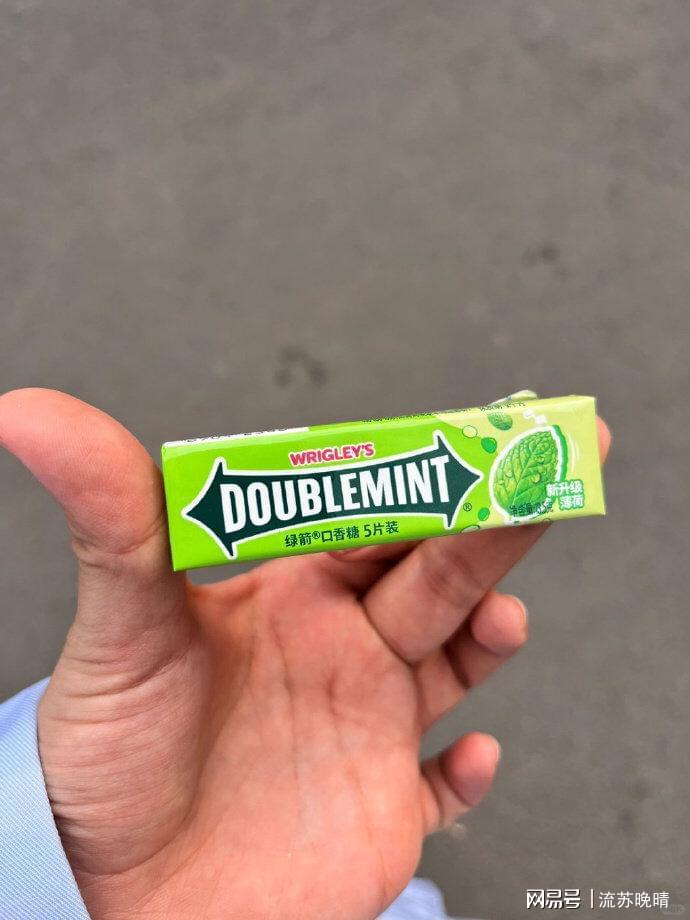 WRIGLEY'S
DOUBLEMINT®
绿箭®口香糖 5片装
新升级
薄荷
网易号 | 流苏晚晴